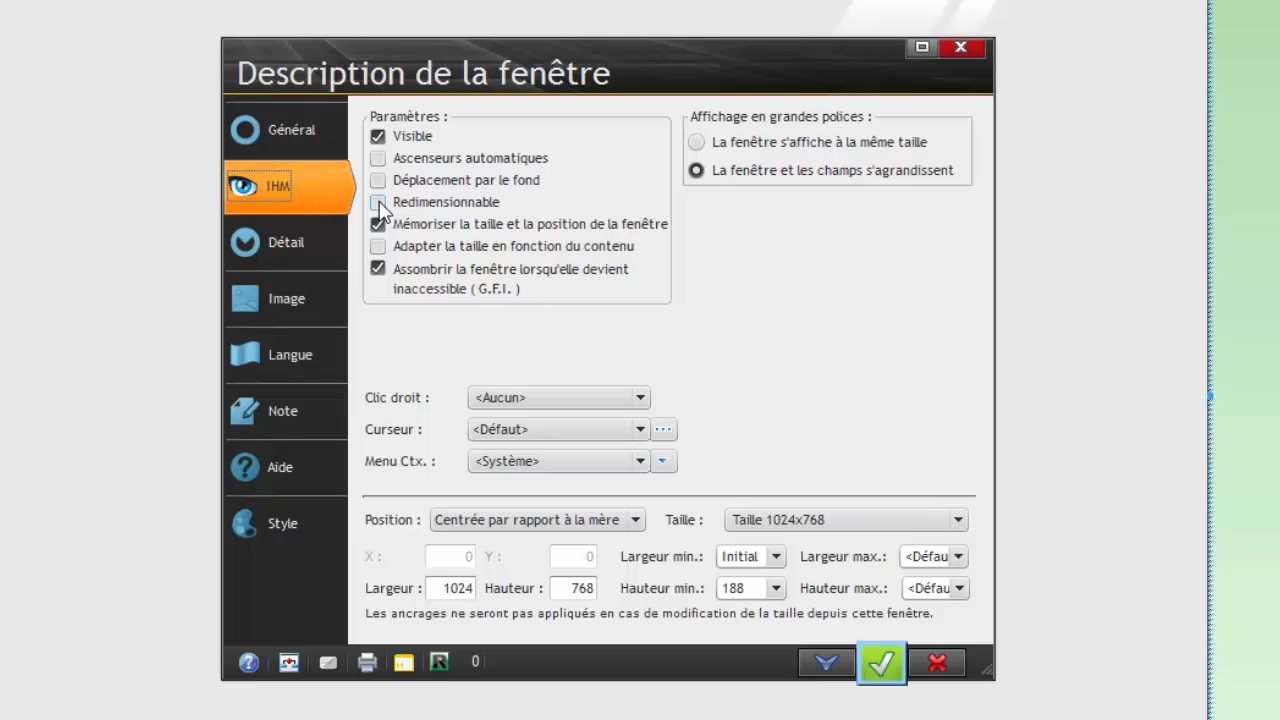 Description de la fenêtre
Général
IHM
Détail
Image
Langue
Note
Aide
Style
Paramètres :
Visible
Ascenseurs automatiques
Déplacement par le fond
Redimensionnable
Mémoriser la taille et la position de la fenêtre
Adapter la taille en fonction du contenu
Assombrir la fenêtre lorsqu'elle devient
inaccessible ( G.F.I. )
Affichage en grandes polices :
La fenêtre s'affiche à la même taille
La fenêtre et les champs s'agrandissent
Clic droit : <Aucun>
Curseur : <Défaut>
Menu Ctx. : <Système>
Position : Centrée par rapport à la mère Taille : Taille 1024x768
X : 0 Y : 0 Largeur min.: Initial Largeur max.: <Défau
Largeur : 1024 Hauteur : 768 Hauteur min.: 188 Hauteur max.: <Défau
Les ancrages ne seront pas appliqués en cas de modification de la taille depuis cette fenêtre.
R 0